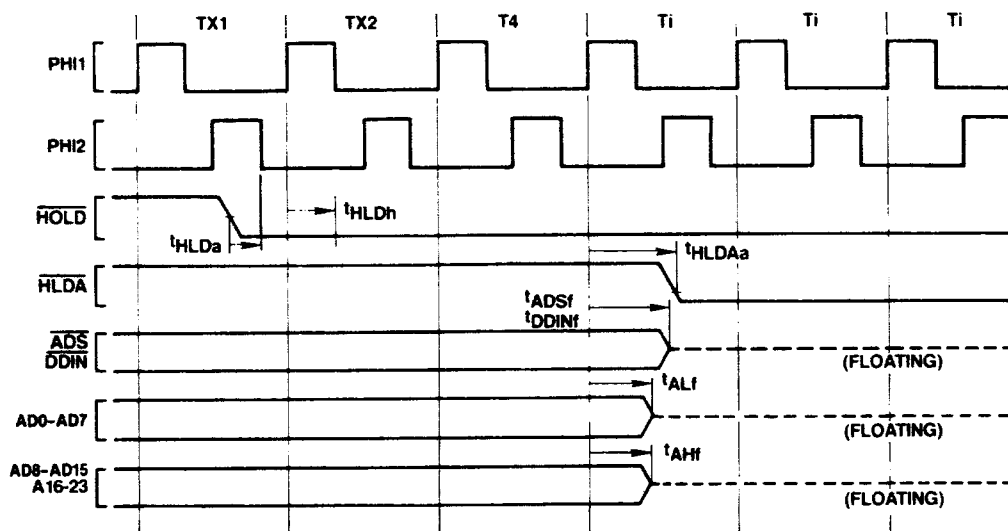 TX1 TX2 T4 Ti Ti Ti
PHI1
PHI2
HOLD
tHLDh
tHLDa
tHLDAa
HLDA
tADSf
tDDINf
ADS
DDIN
(FLOATING)
tALf
AD0-AD7
(FLOATING)
tAHf
AD8-AD15
A16-23
(FLOATING)